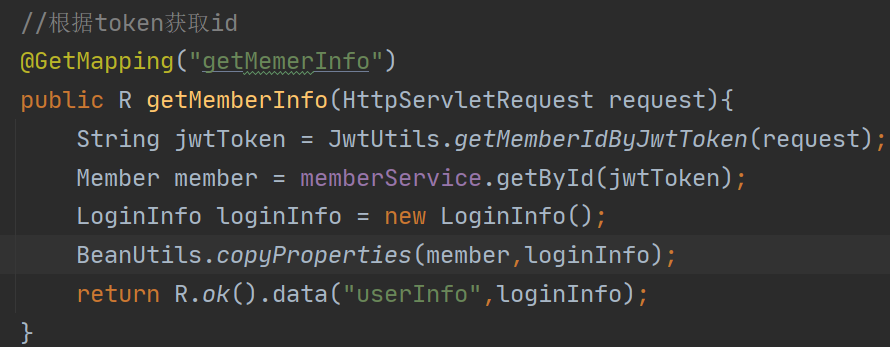 //根据token获取id
@GetMapping("getMemerInfo")
public R getMemberInfo(HttpServletRequest request){
String jwtToken = JwtUtils.getMemberIdByJwtToken(request);
Member member = memberService.getById(jwtToken);
LoginInfo loginInfo = new LoginInfo();
BeanUtils.copyProperties(member,loginInfo);
return R.ok().data("userInfo",loginInfo);
}